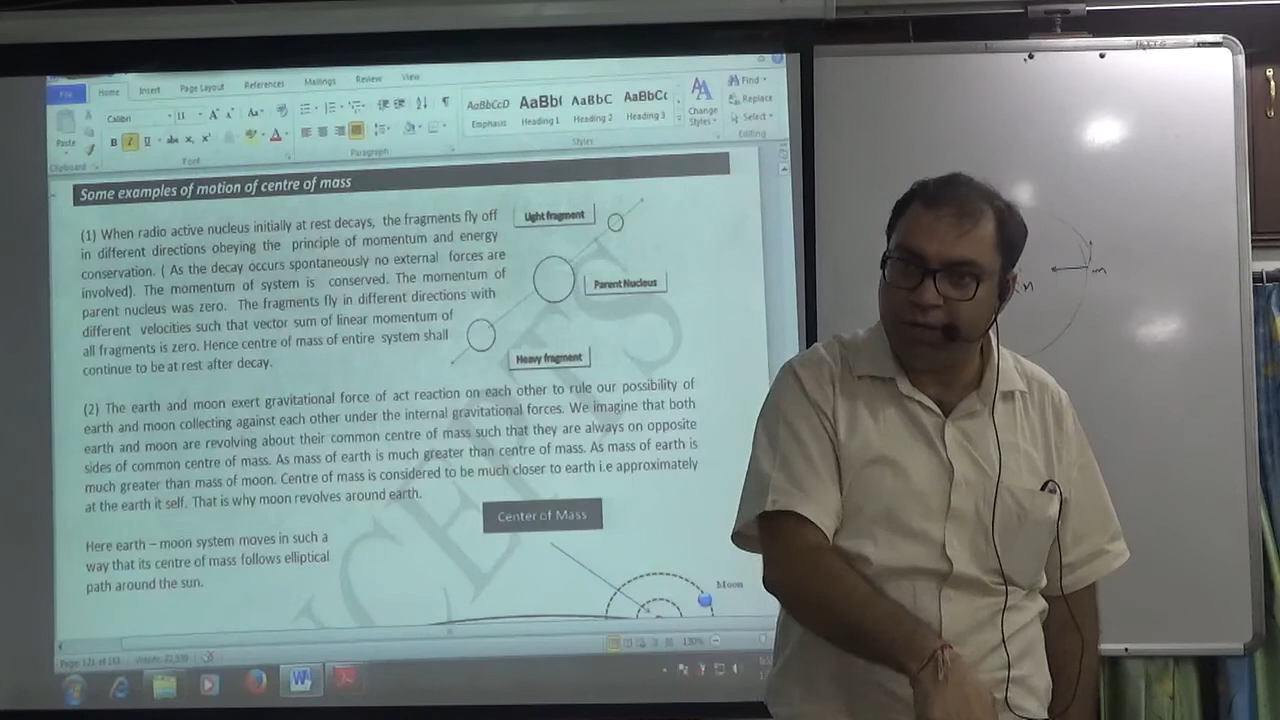 File Home Insert Page Layout References Mailings Review View
Paste
Calibri 11
Clipboard Font Paragraph Styles Editing
AaBbCcD AaBb( AaBbC AaBbCc
Emphasis Heading 1 Heading 2 Heading 3
Change Styles
Find
Replace
Select
Some examples of motion of centre of mass
(1) When radio active nucleus initially at rest decays, the fragments fly off
in different directions obeying the principle of momentum and energy
conservation. ( As the decay occurs spontaneously no external forces are
involved). The momentum of system is conserved. The momentum of
parent nucleus was zero. The fragments fly in different directions with
different velocities such that vector sum of linear momentum of
all fragments is zero. Hence centre of mass of entire system shall
continue to be at rest after decay.
Light fragment
Parent Nucleus
Heavy fragment
(2) The earth and moon exert gravitational force of act reaction on each other to rule our possibility of
earth and moon collecting against each other under the internal gravitational forces. We imagine that both
earth and moon are revolving about their common centre of mass such that they are always on opposite
sides of common centre of mass. As mass of earth is much greater than centre of mass. As mass of earth is
much greater than mass of moon. Centre of mass is considered to be much closer to earth i.e approximately
at the earth it self. That is why moon revolves around earth.
Center of Mass
Here earth – moon system moves in such a
way that its centre of mass follows elliptical
path around the sun.
Moon
NCEPTS
Page: 121 of
130%
m